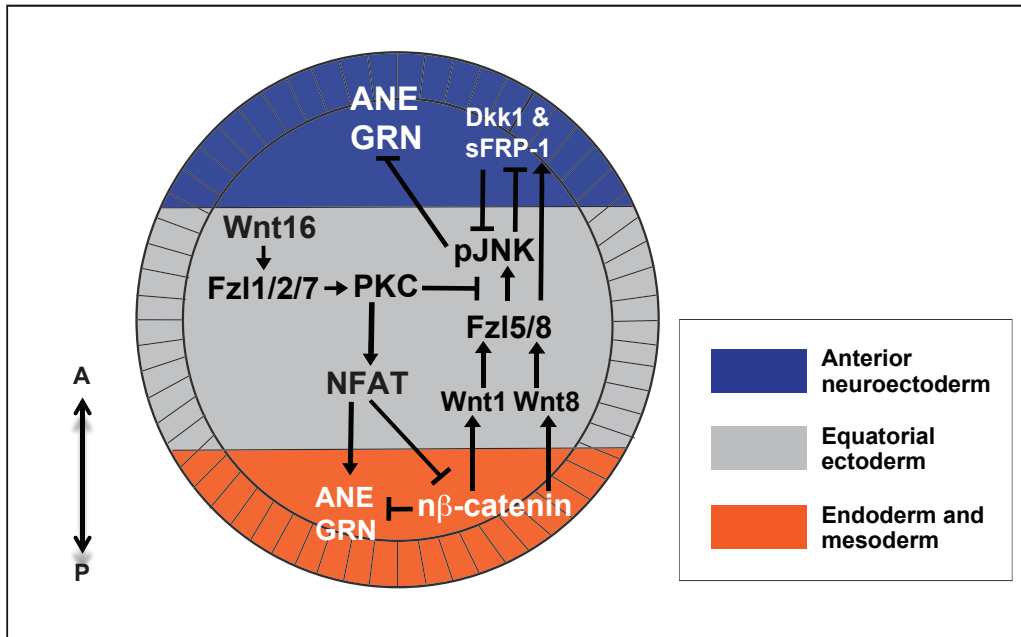 ANE
GRN
Dkk1 &
sFRP-1
Wnt16
pJNK
Fzl1/2/7
PKC
Fzl5/8
NFAT
Wnt1
Wnt8
ANE
GRN
nβ-catenin
A
P
Anterior
neuroectoderm
Equatorial
ectoderm
Endoderm and
mesoderm